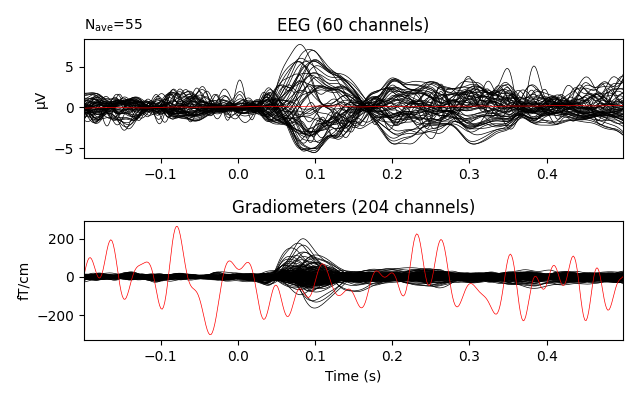 Nave=55
EEG (60 channels)
µV
5
0
−5
−0.1 0.0 0.1 0.2 0.3 0.4
Gradiometers (204 channels)
fT/cm
200
0
−200
−0.1 0.0 0.1 0.2 0.3 0.4
Time (s)